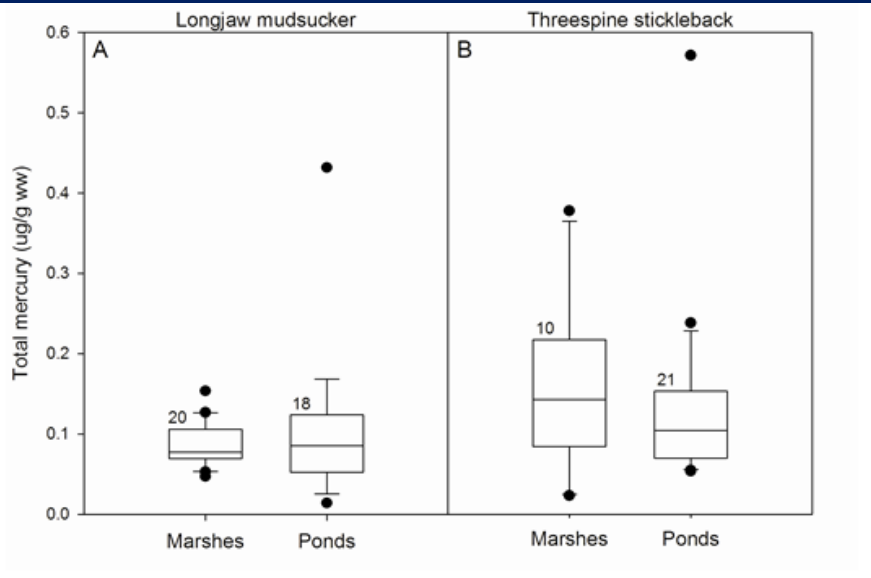 Longjaw mudsucker
Threespine stickleback
A
B
Total mercury (ug/g ww)
0.6
0.5
0.4
0.3
0.2
0.1
0.0
20
18
10
21
Marshes
Ponds
Marshes
Ponds